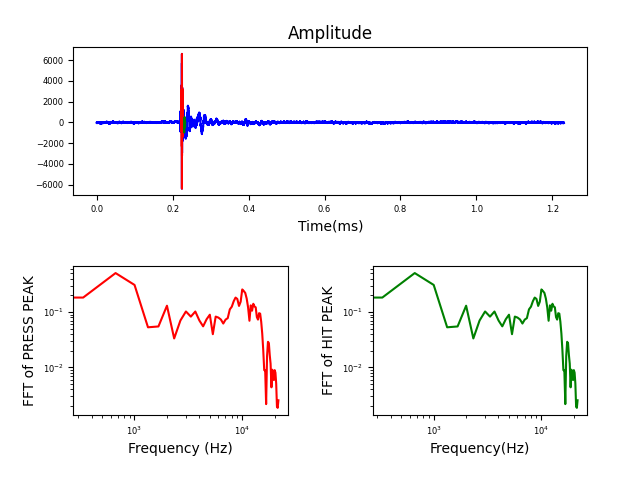 Amplitude
6000
4000
2000
0
−2000
−4000
−6000
0.0 0.2 0.4 0.6 0.8 1.0 1.2
Time(ms)
FFT of PRESS PEAK
10⁻¹
10⁻²
10³ 10⁴
Frequency (Hz)
FFT of HIT PEAK
10⁻¹
10⁻²
10³ 10⁴
Frequency(Hz)